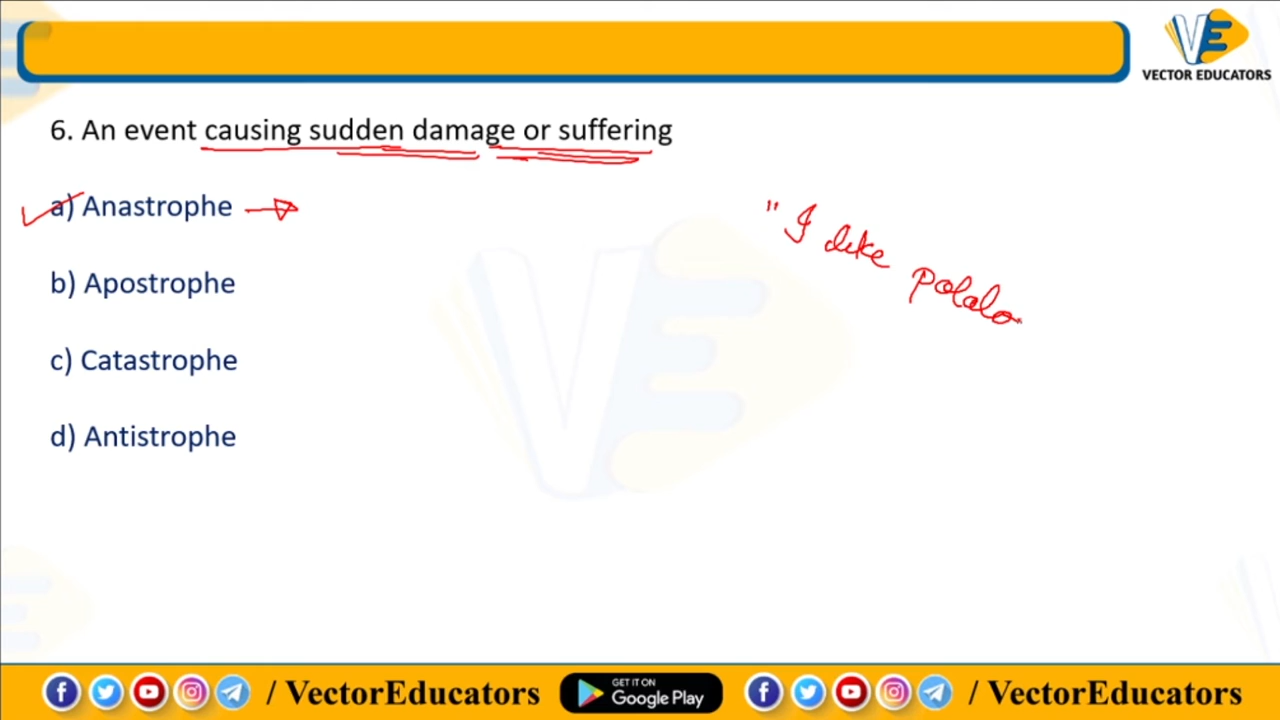 VE
VECTOR EDUCATORS
6. An event causing sudden damage or suffering
a) Anastrophe
" I like
b) Apostrophe
c) Catastrophe
d) Antistrophe
/ VectorEducators
GET IT ON
Google Play
/ VectorEducators